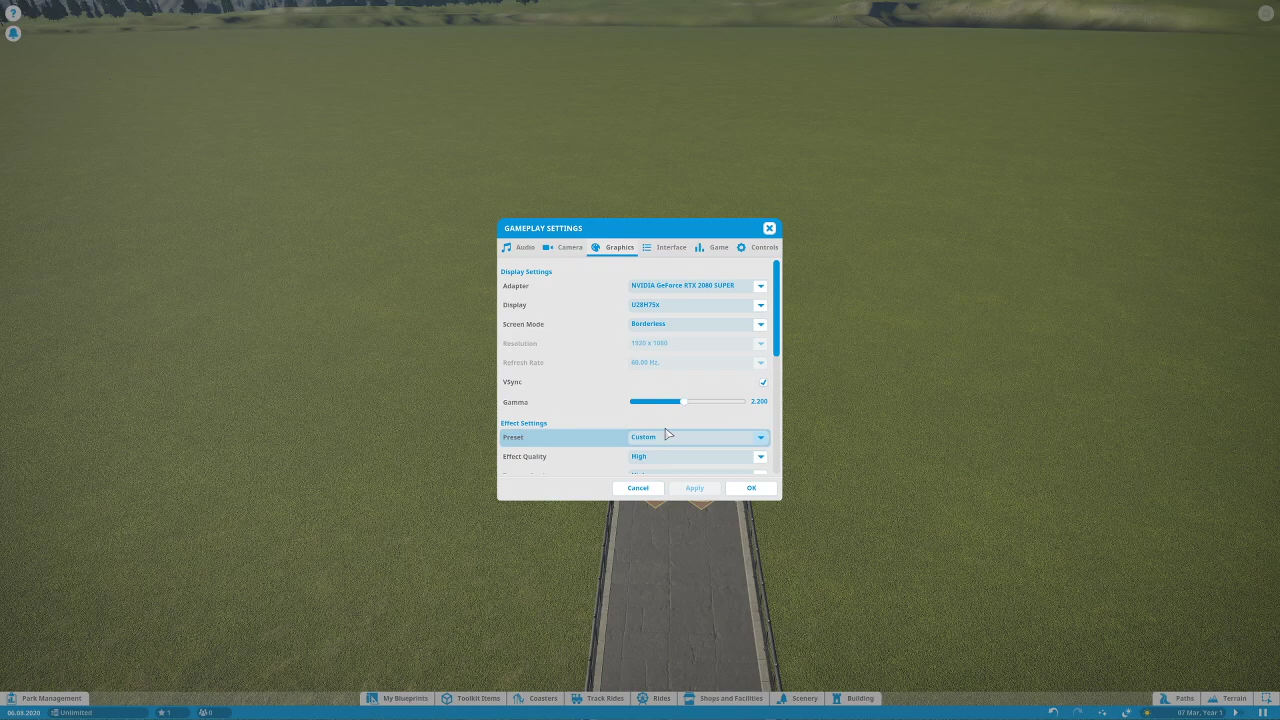 ?
GAMEPLAY SETTINGS
Audio Camera Graphics Interface Game Controls
Display Settings
Adapter NVIDIA GeForce RTX 2080 SUPER
Display U28H75x
Screen Mode Borderless
Resolution 1920 x 1080
Refresh Rate 60.00 Hz.
VSync
Gamma 2.200
Effect Settings
Preset Custom
Effect Quality High
Cancel Apply OK
Park Management My Blueprints Toolkit Items Coasters Track Rides Rides Shops and Facilities Scenery Building Paths Terrain
06.08.2020 Unlimited 1 0 07 Mar, Year 1